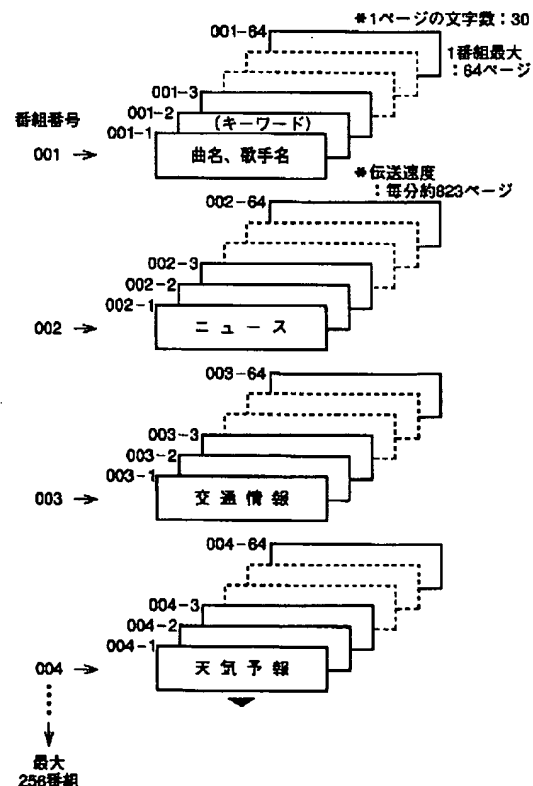 *1ページの文字数：30
001-64
1番組最大
：64ページ
001-3
001-2
(キーワード)
番組番号
001-1
001 →
曲名、歌手名
*伝送速度
：毎分約823ページ
002-64
002-3
002-2
002-1
002 →
ニュース
003-64
003-3
003-2
003-1
003 →
交通情報
004-64
004-3
004-2
004-1
004 →
天気予報
最大
256番組